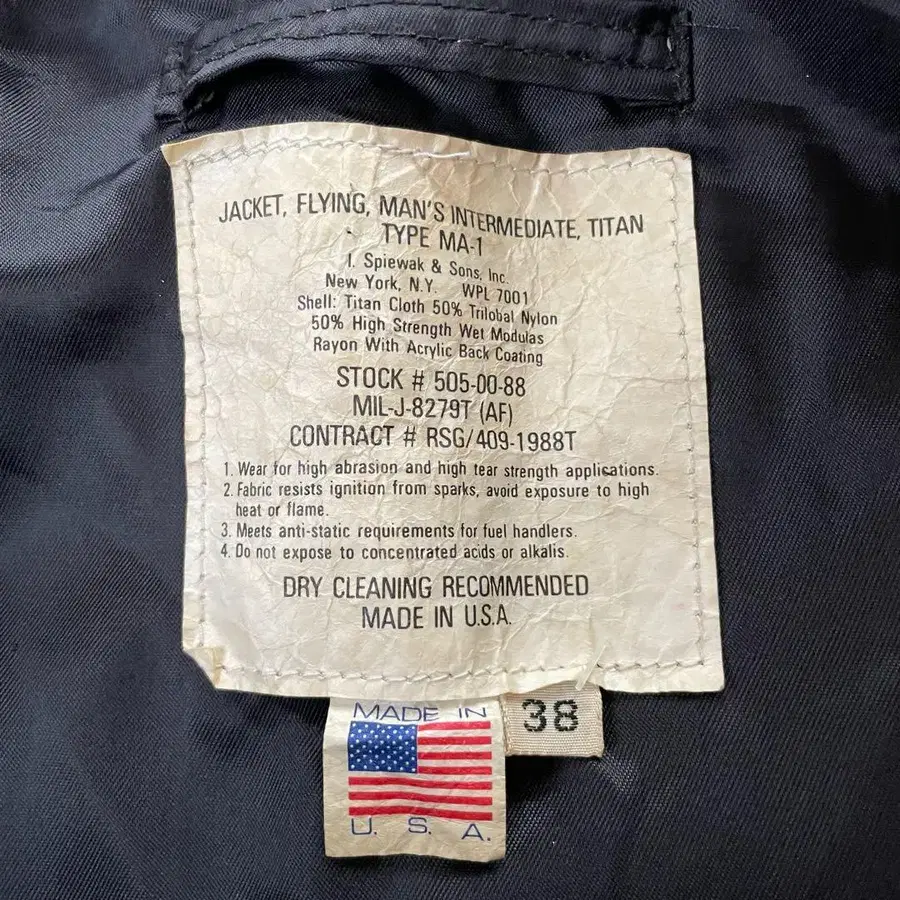 JACKET, FLYING, MAN'S INTERMEDIATE, TITAN
TYPE MA-1
I. Spiewak & Sons, Inc.
New York, N.Y. WPL 7001
Shell: Titan Cloth 50% Trilobal Nylon
50% High Strength Wet Modulas
Rayon With Acrylic Back Coating
STOCK # 505-00-88
MIL-J-8279T (AF)
CONTRACT # RSG/409-1988T
1. Wear for high abrasion and high tear strength applications.
2. Fabric resists ignition from sparks, avoid exposure to high
heat or flame.
3. Meets anti-static requirements for fuel handlers.
4. Do not expose to concentrated acids or alkalis.
DRY CLEANING RECOMMENDED
MADE IN U.S.A.
38
MADE IN
U. S. A.